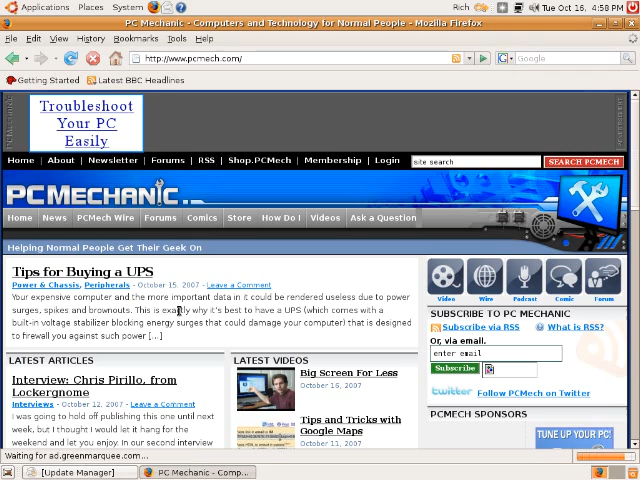 Applications Places System Rich Tue Oct 16, 4:58 PM
PC Mechanic - Computers and Technology for Normal People - Mozilla Firefox
File Edit View History Bookmarks Tools Help
http://www.pcmech.com/ Google
Getting Started Latest BBC Headlines
PCMECHANIC
Troubleshoot
Your PC
Easily
Home | About | Newsletter | Forums | RSS | Shop.PCMech | Membership | Login site search SEARCH PCMECH
PCMECHANIC...
Home News PCMech Wire Forums Comics Store How Do I Videos Ask a Question
Helping Normal People Get Their Geek On
Tips for Buying a UPS
Power & Chassis, Peripherals - October 15, 2007 - Leave a Comment
Your expensive computer and the more important data in it could be rendered useless due to power
surges, spikes and brownouts. This is exactly why it's best to have a UPS (which comes with a
built-in voltage stabilizer blocking energy surges that could damage your computer) that is designed
to firewall you against such power [...]
Video Wire Podcast Comic Forum
SUBSCRIBE TO PC MECHANIC
Subscribe via RSS What is RSS?
Or, via email.
enter email
Subscribe
twitter Follow PCMech on Twitter
PCMECH SPONSORS
TUNE UP YOUR PC!
LATEST ARTICLES
Interview: Chris Pirillo, from
Lockergnome
Interviews - October 12, 2007 - Leave a Comment
I was going to hold off publishing this one until next
week, but I thought I would let it hang for the
weekend and let you enjoy. In our second interview
LATEST VIDEOS
Big Screen For Less
October 16, 2007
Tips and Tricks with
Google Maps
October 11, 2007
Waiting for ad.greenmarquee.com...
[Update Manager] PC Mechanic - Comp...